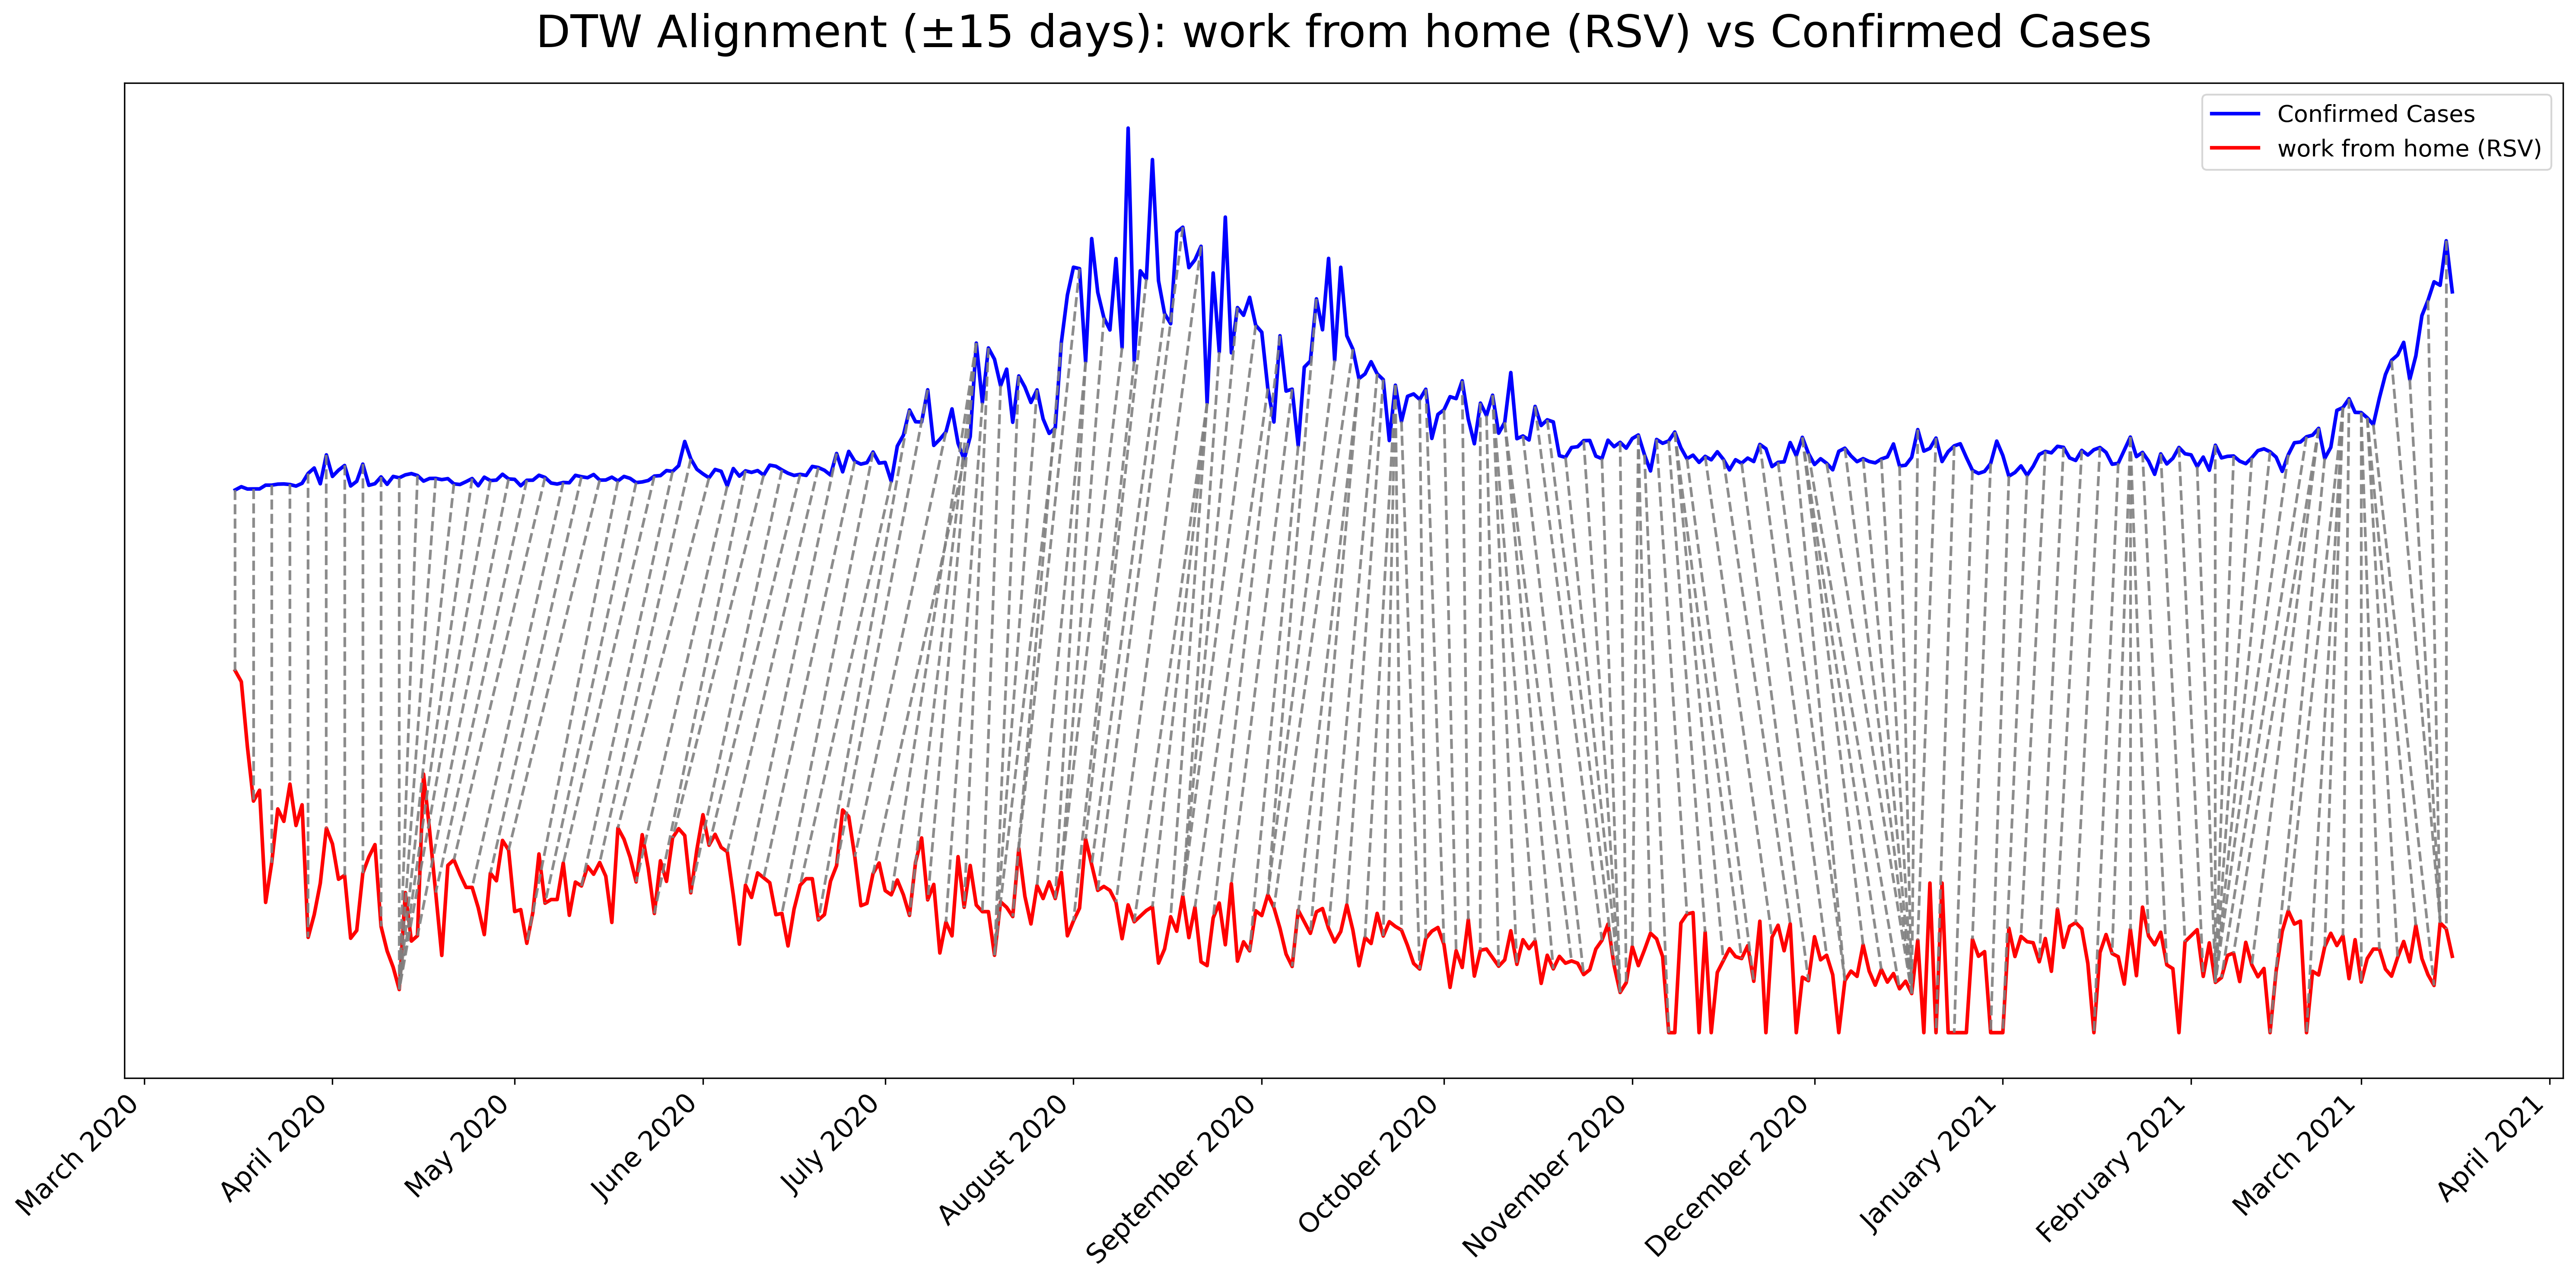 DTW Alignment (±15 days): work from home (RSV) vs Confirmed Cases
Confirmed Cases
work from home (RSV)
March 2020
April 2020
May 2020
June 2020
July 2020
August 2020
September 2020
October 2020
November 2020
December 2020
January 2021
February 2021
March 2021
April 2021